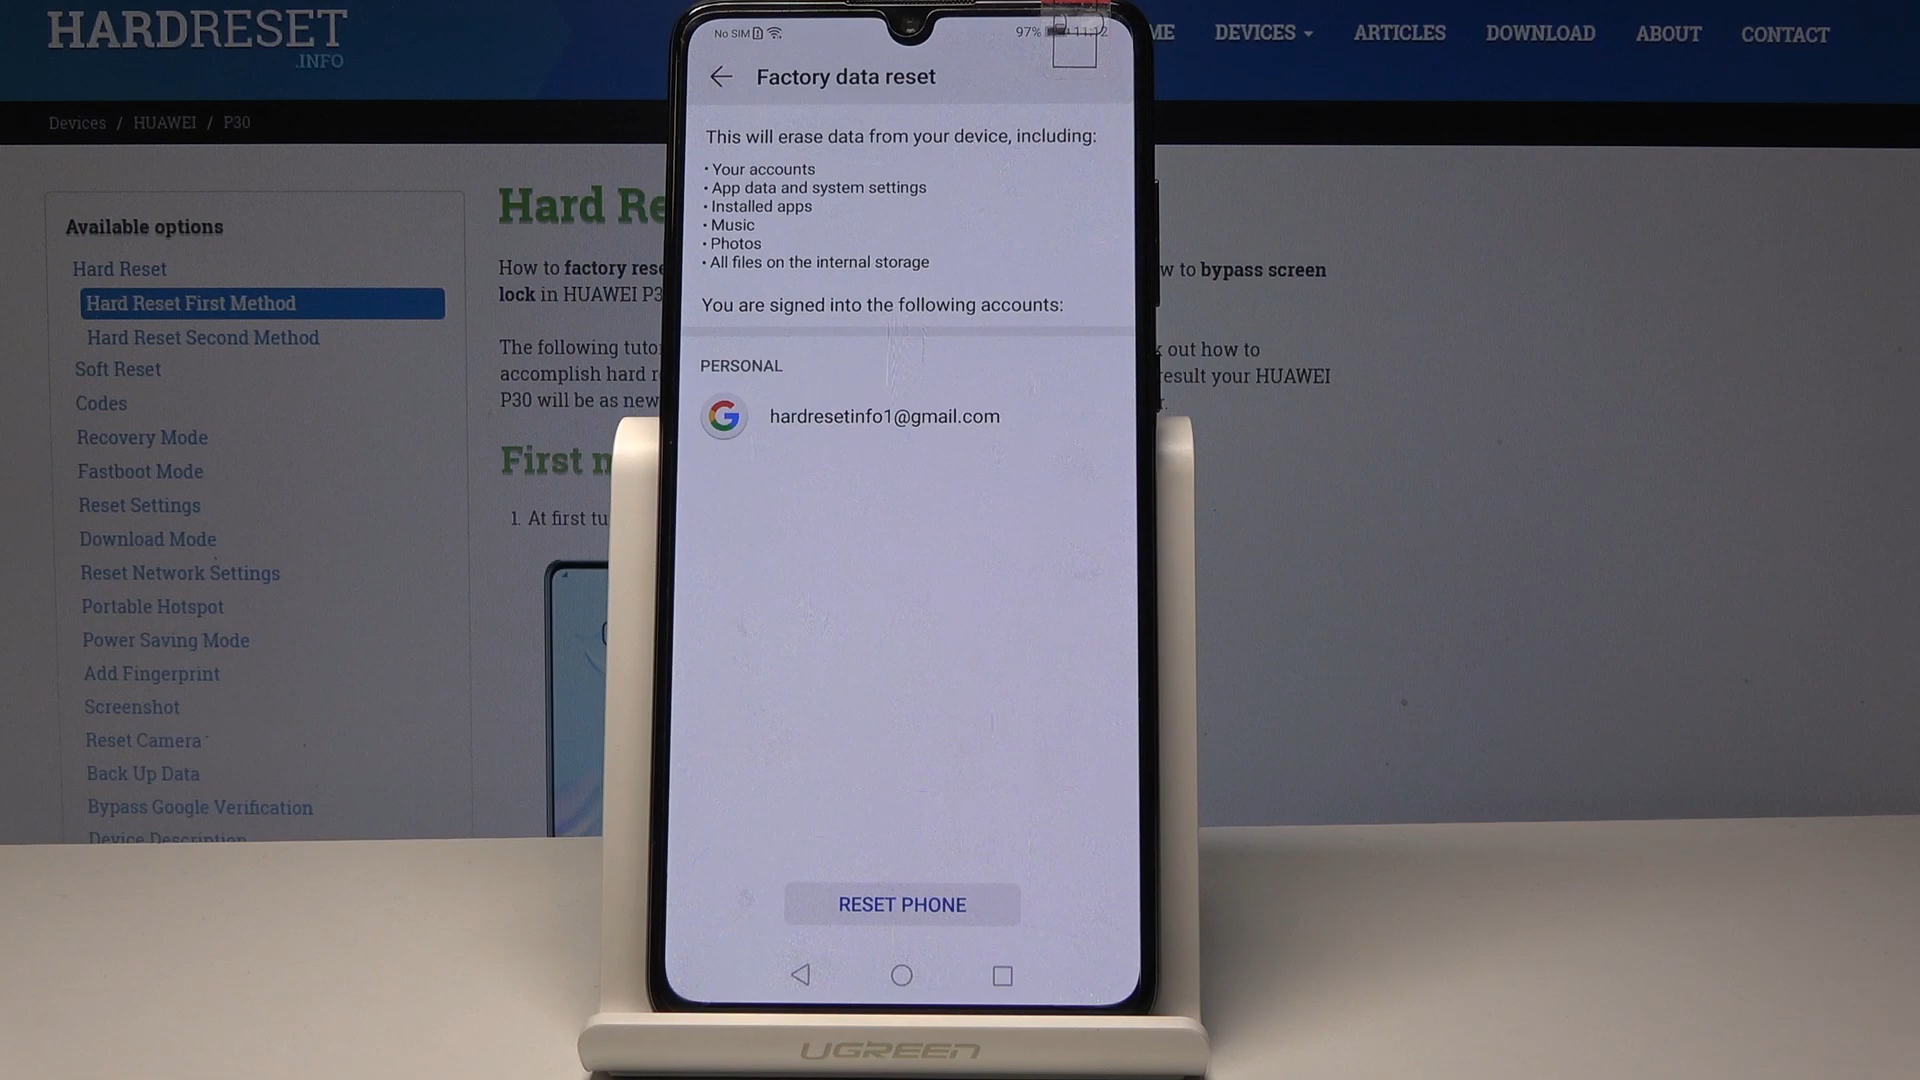 HARDRESET
.INFO
ME DEVICES ARTICLES DOWNLOAD ABOUT CONTACT
Devices / HUAWEI / P30
Available options
Hard Reset
Hard Reset First Method
Hard Reset Second Method
Soft Reset
Codes
Recovery Mode
Fastboot Mode
Reset Settings
Download Mode
Reset Network Settings
Portable Hotspot
Power Saving Mode
Add Fingerprint
Screenshot
Reset Camera
Back Up Data
Bypass Google Verification
Device Description
Hard Re
How to factory rese
w to bypass screen
lock in HUAWEI P3
The following tuto
out how to
accomplish hard r
result your HUAWEI
P30 will be as new
First m
1. At first tu
No SIM 97% 11:12
Factory data reset
This will erase data from your device, including:
• Your accounts
• App data and system settings
• Installed apps
• Music
• Photos
• All files on the internal storage
You are signed into the following accounts:
PERSONAL
hardresetinfo1@gmail.com
RESET PHONE
UGREEN